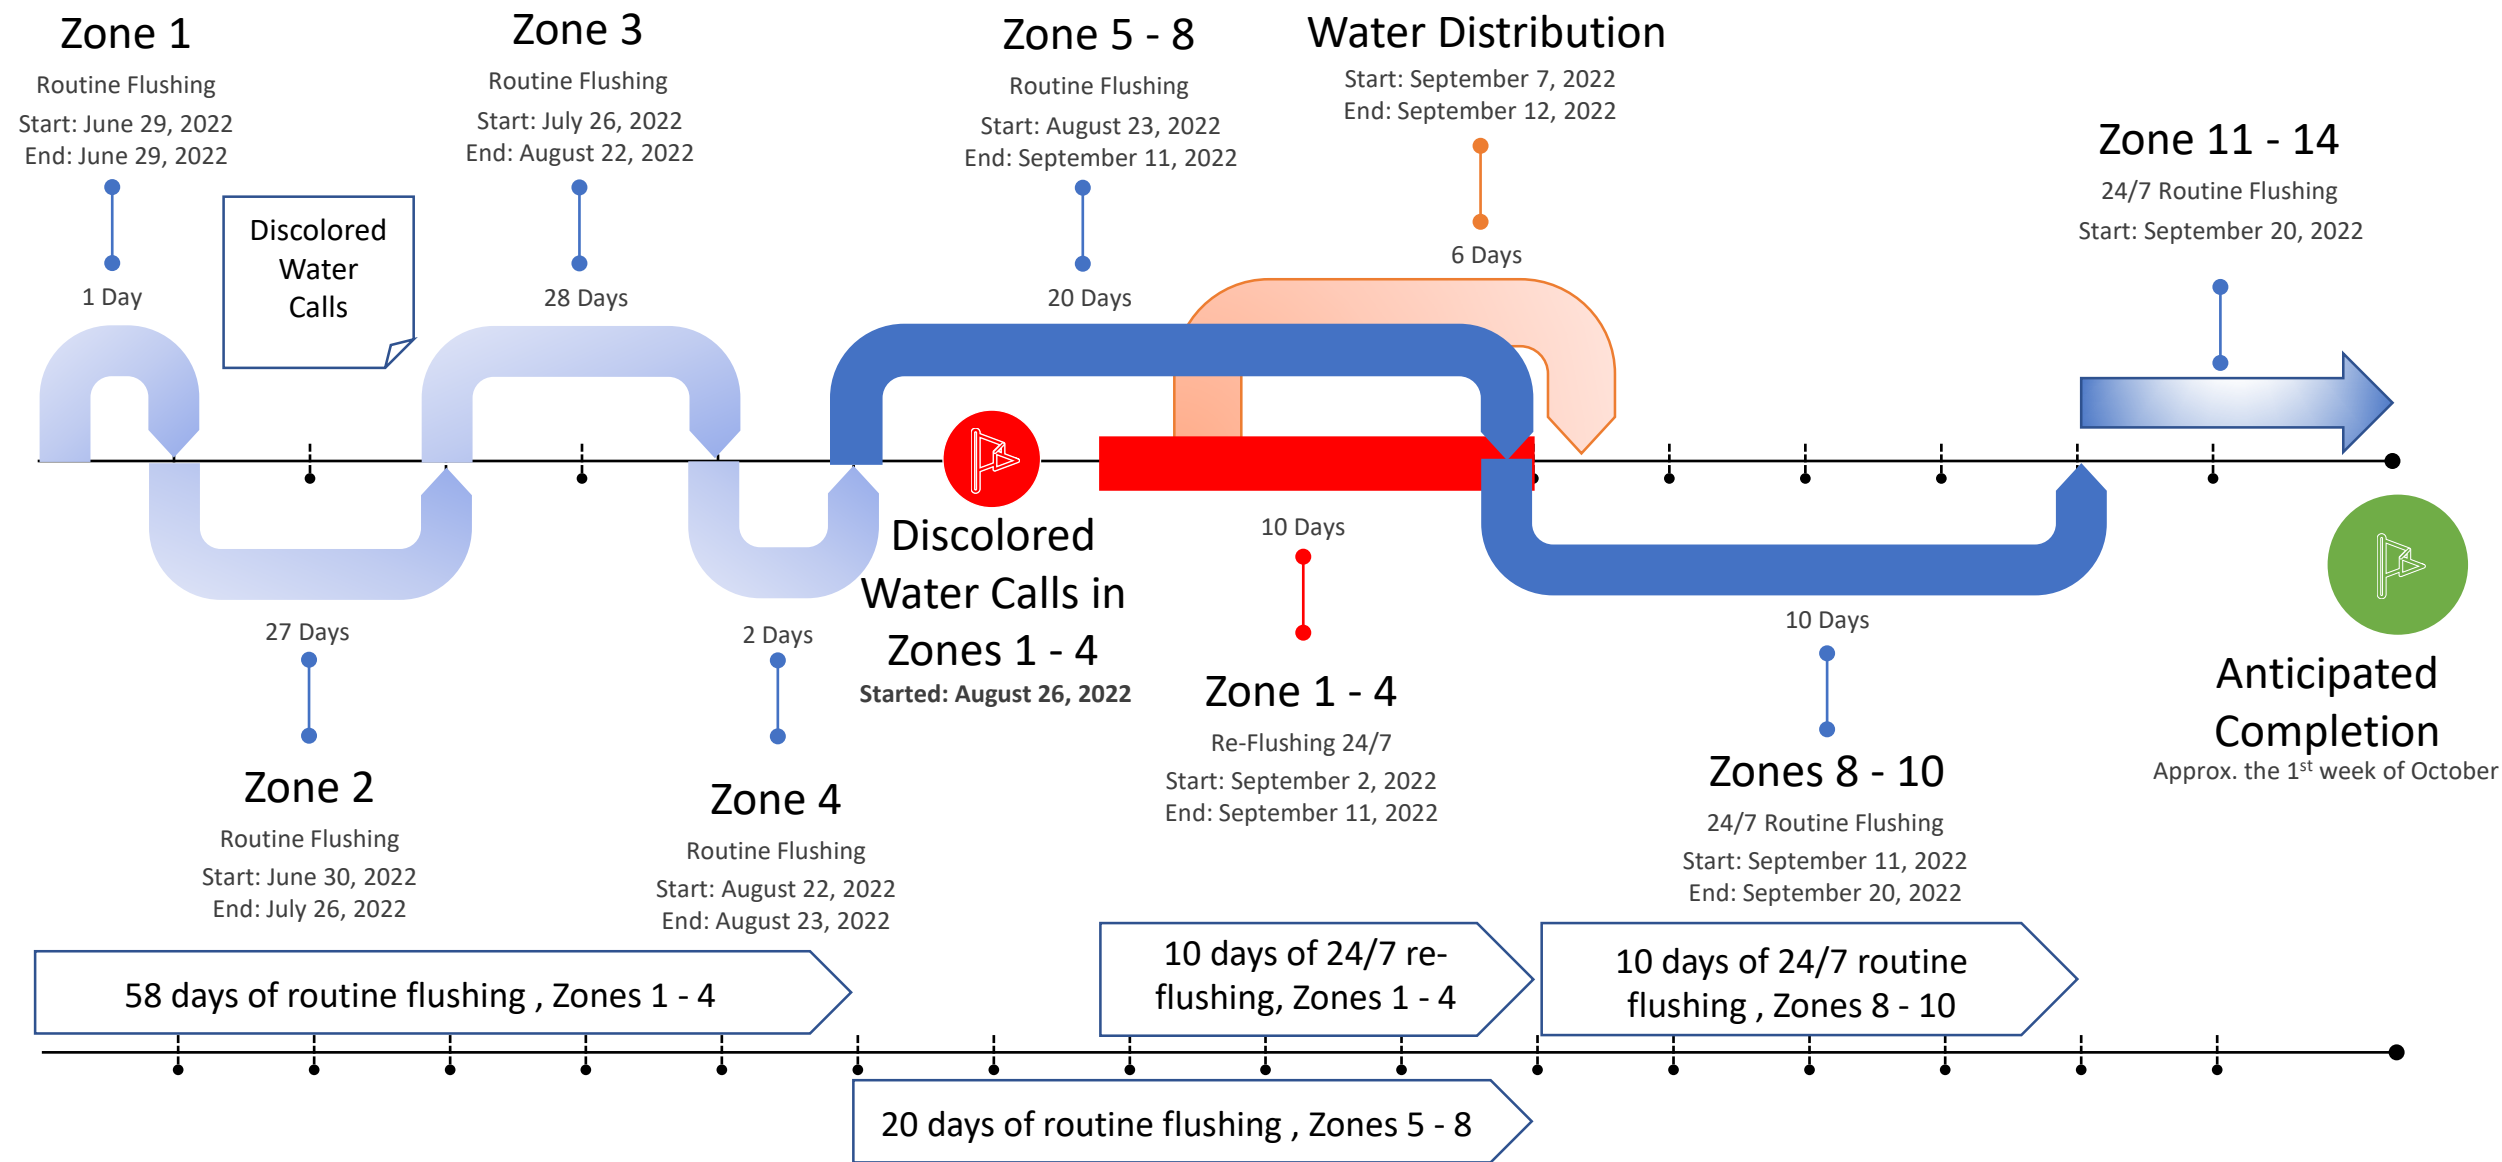 Zone 1
Routine Flushing
Start: June 29, 2022
End: June 29, 2022
1 Day
Discolored
Water
Calls
Zone 3
Routine Flushing
Start: July 26, 2022
End: August 22, 2022
28 Days
Zone 5 - 8
Routine Flushing
Start: August 23, 2022
End: September 11, 2022
20 Days
Water Distribution
Start: September 7, 2022
End: September 12, 2022
6 Days
Zone 11 - 14
24/7 Routine Flushing
Start: September 20, 2022
27 Days
Zone 2
Routine Flushing
Start: June 30, 2022
End: July 26, 2022
2 Days
Zone 4
Routine Flushing
Start: August 22, 2022
End: August 23, 2022
Discolored
Water Calls in
Zones 1 - 4
Started: August 26, 2022
10 Days
Zone 1 - 4
Re-Flushing 24/7
Start: September 2, 2022
End: September 11, 2022
10 Days
Zones 8 - 10
24/7 Routine Flushing
Start: September 11, 2022
End: September 20, 2022
Anticipated
Completion
Approx. the 1st week of October
58 days of routine flushing , Zones 1 - 4
10 days of 24/7 re-
flushing, Zones 1 - 4
10 days of 24/7 routine
flushing , Zones 8 - 10
20 days of routine flushing , Zones 5 - 8